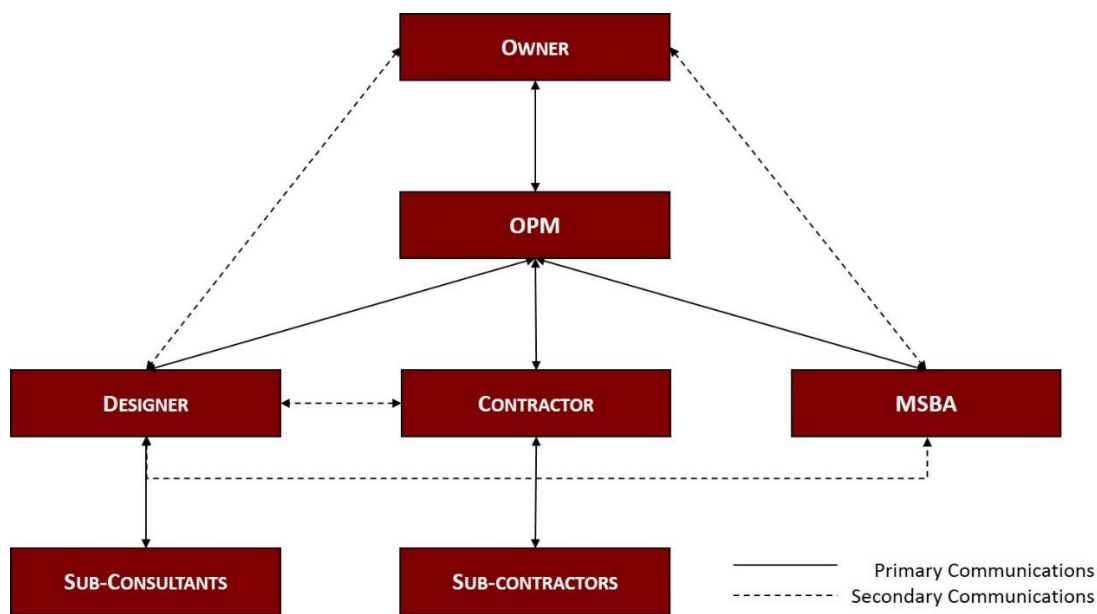 OWNER
OPM
DESIGNER
CONTRACTOR
MSBA
SUB-CONSULTANTS
SUB-CONTRACTORS
Primary Communications
Secondary Communications